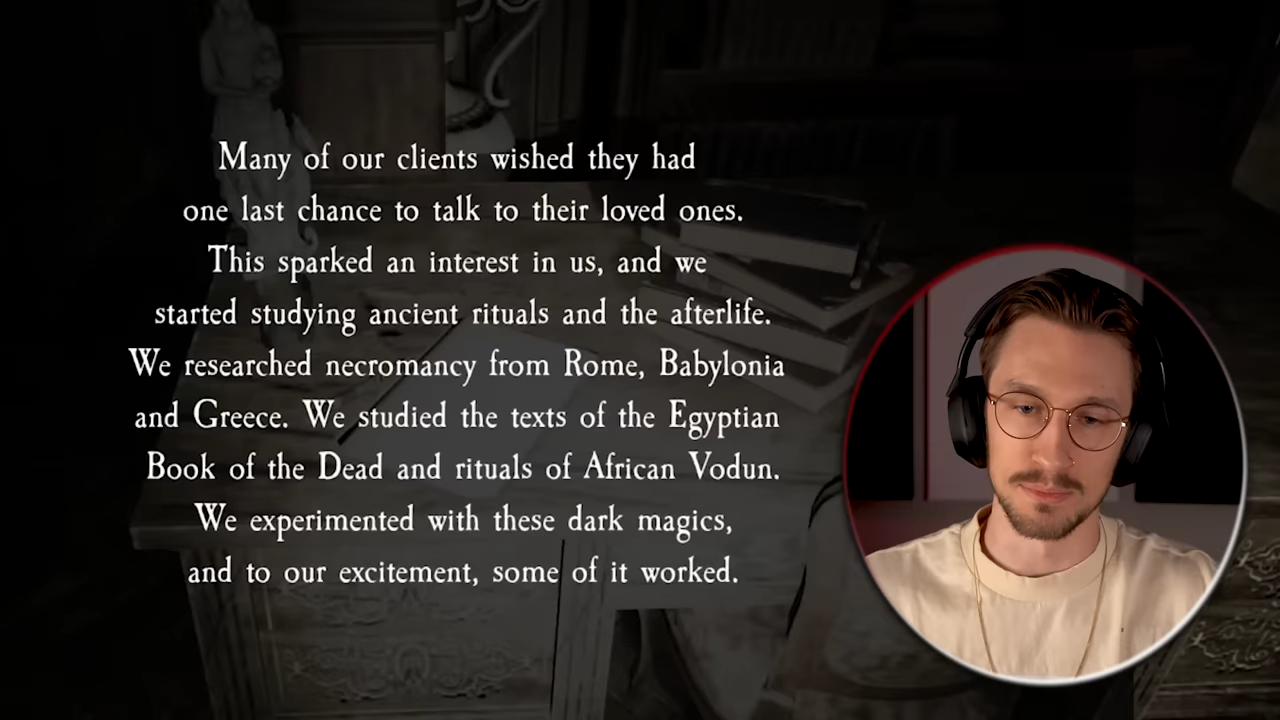 Many of our clients wished they had
one last chance to talk to their loved ones.
This sparked an interest in us, and we
started studying ancient rituals and the afterlife.
We researched necromancy from Rome, Babylonia
and Greece. We studied the texts of the Egyptian
Book of the Dead and rituals of African Vodun.
We experimented with these dark magics,
and to our excitement, some of it worked.